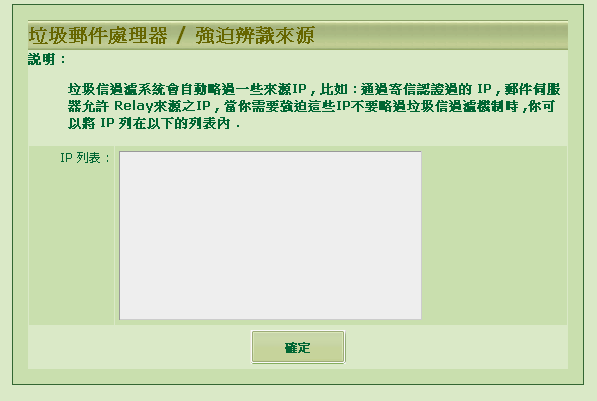 垃圾郵件處理器 / 強迫辨識來源
說明：
垃圾信過濾系統會自動略過一些來源IP，比如：通過寄信認證過的 IP，郵件伺服
器允許 Relay來源之IP，當你需要強迫這些IP不要略過垃圾信過濾機制時，你可
以將 IP 列在以下的列表內．
IP 列表：
確定